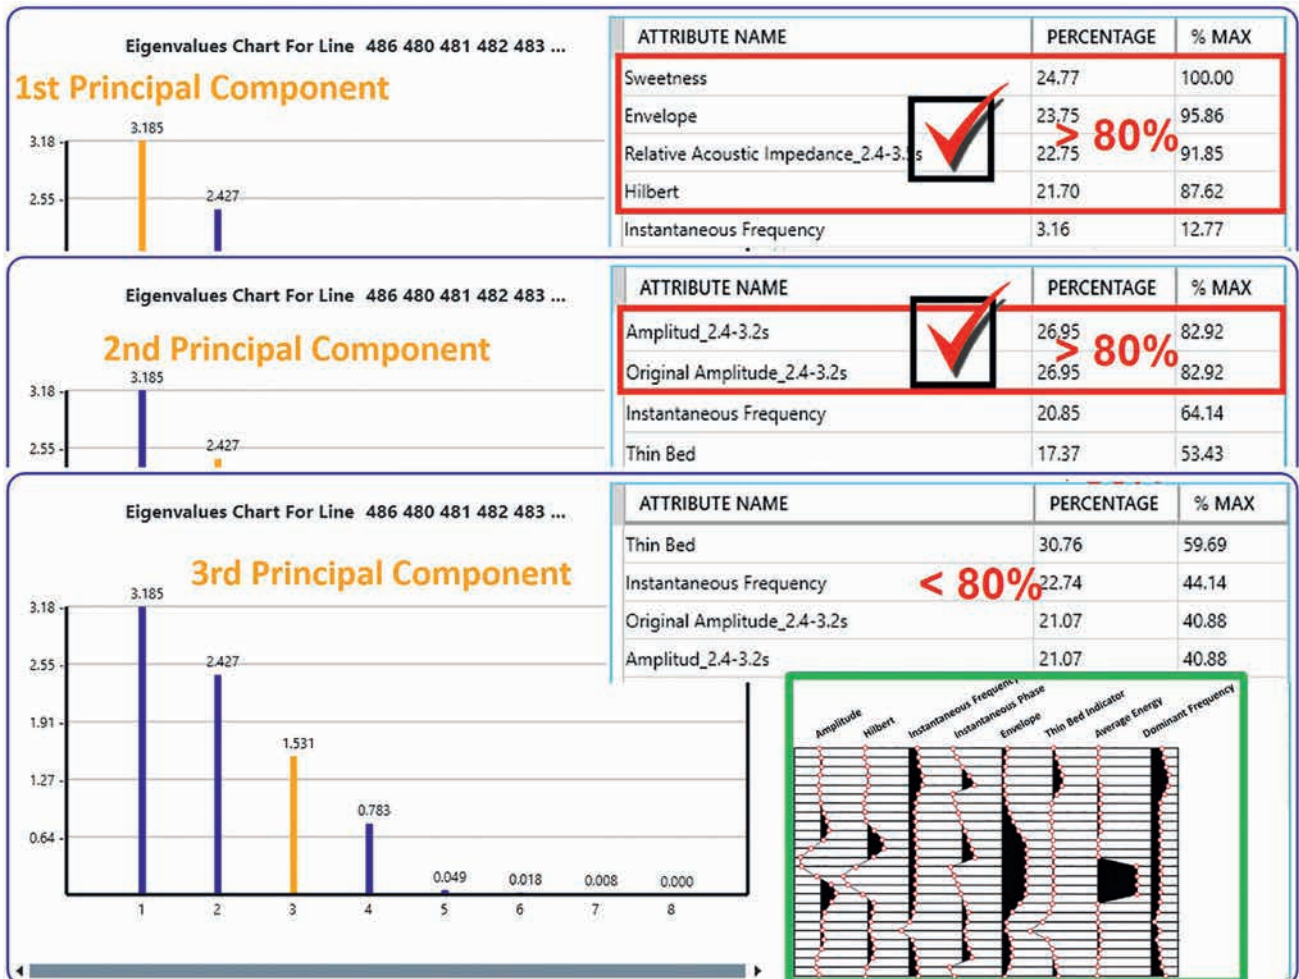 Eigenvalues Chart For Line 486 480 481 482 483 ...
1st Principal Component
3.185
3.18
2.427
2.55
ATTRIBUTE NAME PERCENTAGE % MAX
Sweetness 24.77 100.00
Envelope 23.75 95.86
> 80%
Relative Acoustic Impedance_2.4-3. s 22.75 91.85
Hilbert 21.70 87.62
Instantaneous Frequency 3.16 12.77
Eigenvalues Chart For Line 486 480 481 482 483 ...
2nd Principal Component
3.185
3.18
2.427
2.55
ATTRIBUTE NAME PERCENTAGE % MAX
Amplitud_2.4-3.2s 26.95 82.92
> 80%
Original Amplitude_2.4-3.2s 26.95 82.92
Instantaneous Frequency 20.85 64.14
Thin Bed 17.37 53.43
Eigenvalues Chart For Line 486 480 481 482 483 ...
3rd Principal Component
3.185
3.18
2.427
2.55
1.91
1.531
1.27
0.783
0.64
0.049 0.018 0.008 0.000
1 2 3 4 5 6 7 8
ATTRIBUTE NAME PERCENTAGE % MAX
Thin Bed 30.76 59.69
Instantaneous Frequency 22.74 44.14
< 80%
Original Amplitude_2.4-3.2s 21.07 40.88
Amplitud_2.4-3.2s 21.07 40.88
Amplitude
Hilbert
Instantaneous Frequency
Instantaneous Phase
Envelope
Thin Bed Indicator
Average Energy
Dominant Frequency